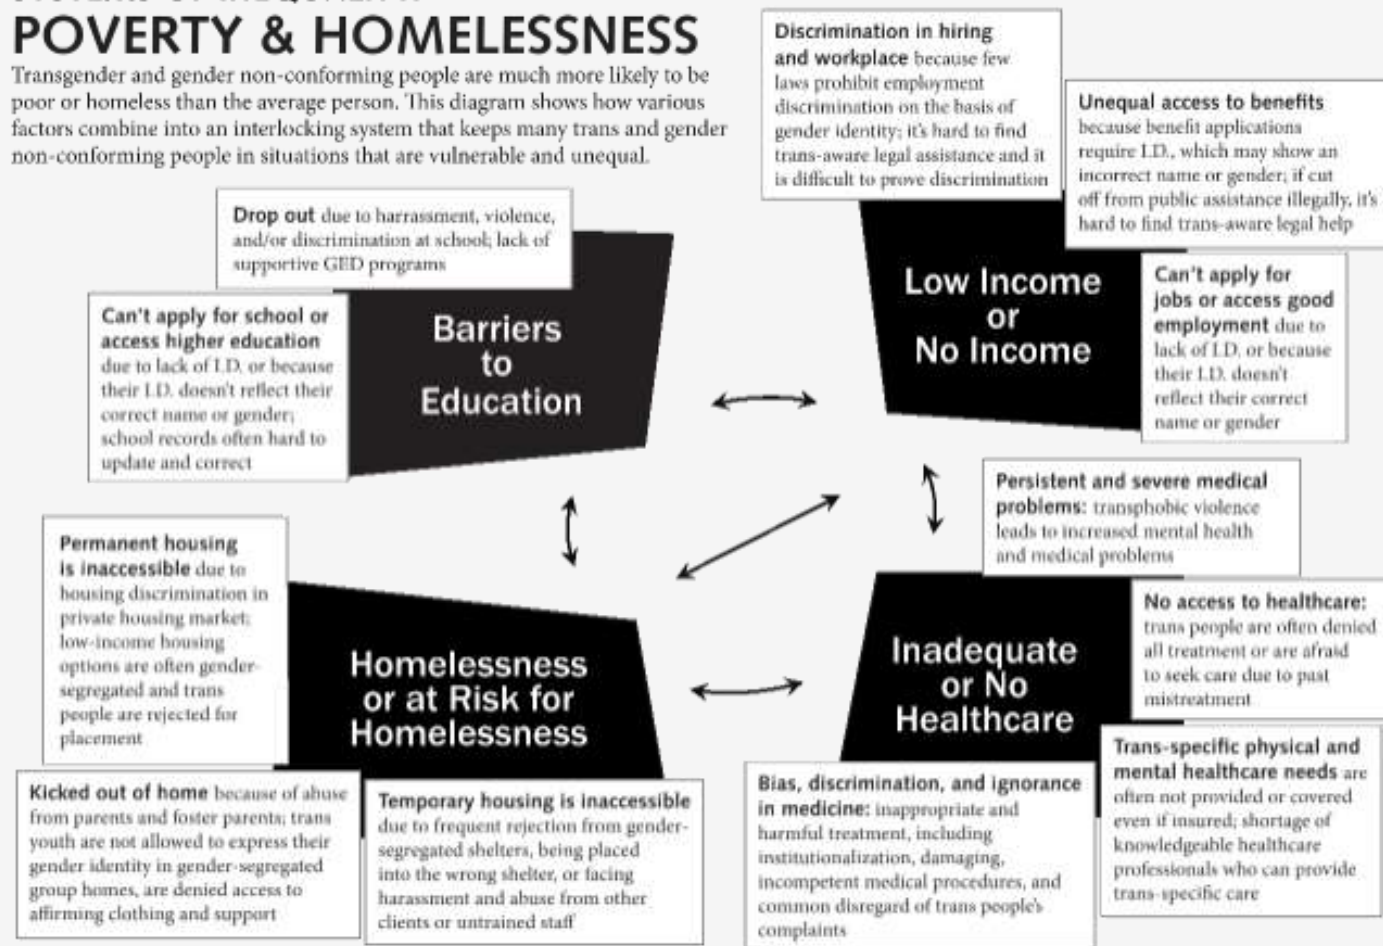 POVERTY & HOMELESSNESS
Transgender and gender non-conforming people are much more likely to be
poor or homeless than the average person. This diagram shows how various
factors combine into an interlocking system that keeps many trans and gender
non-conforming people in situations that are vulnerable and unequal.
Drop out due to harrassment, violence,
and/or discrimination at school; lack of
supportive GED programs
Can't apply for school or
access higher education
due to lack of I.D. or because
their I.D. doesn't reflect their
correct name or gender;
school records often hard to
update and correct
Barriers
to
Education
Discrimination in hiring
and workplace because few
laws prohibit employment
discrimination on the basis of
gender identity; it's hard to find
trans-aware legal assistance and it
is difficult to prove discrimination
Unequal access to benefits
because benefit applications
require I.D., which may show an
incorrect name or gender; if cut
off from public assistance illegally, it's
hard to find trans-aware legal help
Low Income
or
No Income
Can't apply for
jobs or access good
employment due to
lack of I.D. or because
their I.D. doesn't
reflect their correct
name or gender
Permanent housing
is inaccessible due to
housing discrimination in
private housing market;
low-income housing
options are often gender-
segregated and trans
people are rejected for
placement
Homelessness
or at Risk for
Homelessness
Kicked out of home because of abuse
from parents and foster parents; trans
youth are not allowed to express their
gender identity in gender-segregated
group homes, are denied access to
affirming clothing and support
Temporary housing is inaccessible
due to frequent rejection from gender-
segregated shelters, being placed
into the wrong shelter, or facing
harassment and abuse from other
clients or untrained staff
Persistent and severe medical
problems: transphobic violence
leads to increased mental health
and medical problems
No access to healthcare:
trans people are often denied
all treatment or are afraid
to seek care due to past
mistreatment
Inadequate
or No
Healthcare
Trans-specific physical and
mental healthcare needs are
often not provided or covered
even if insured; shortage of
knowledgeable healthcare
professionals who can provide
trans-specific care
Bias, discrimination, and ignorance
in medicine: inappropriate and
harmful treatment, including
institutionalization, damaging,
incompetent medical procedures, and
common disregard of trans people's
complaints